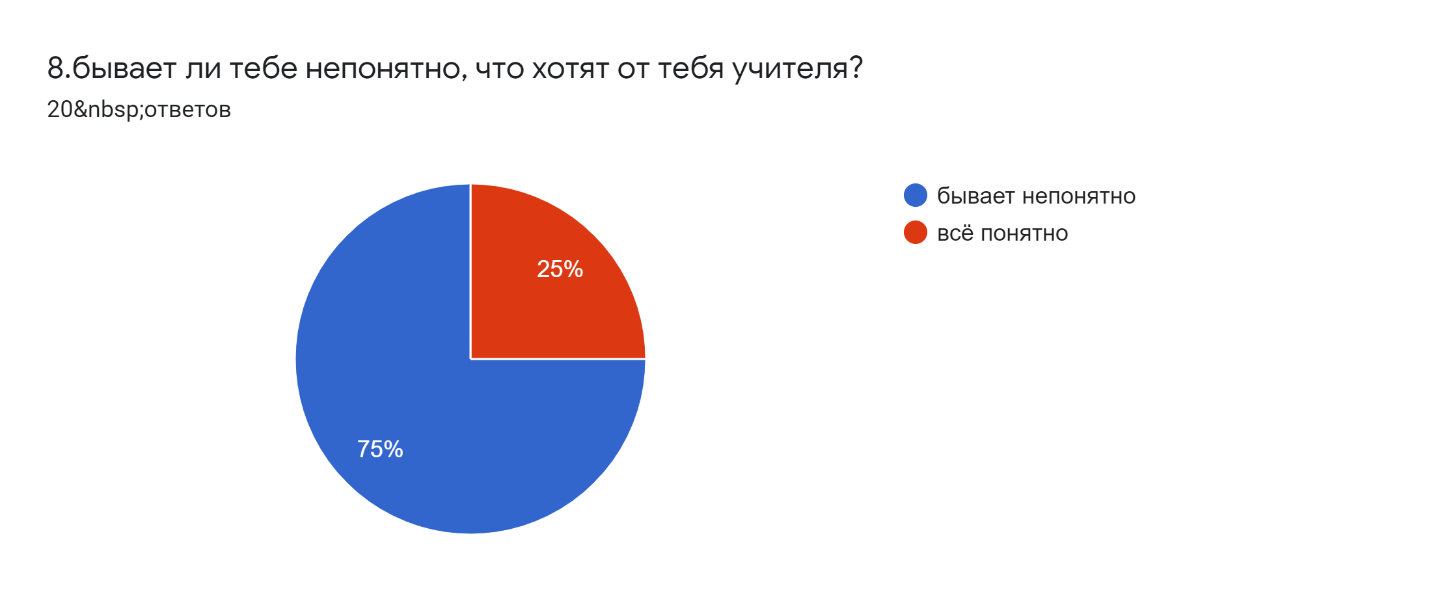 8.бывает ли тебе непонятно, что хотят от тебя учителя?
20&nbsp;ответов
бывает непонятно
всё понятно
25%
75%